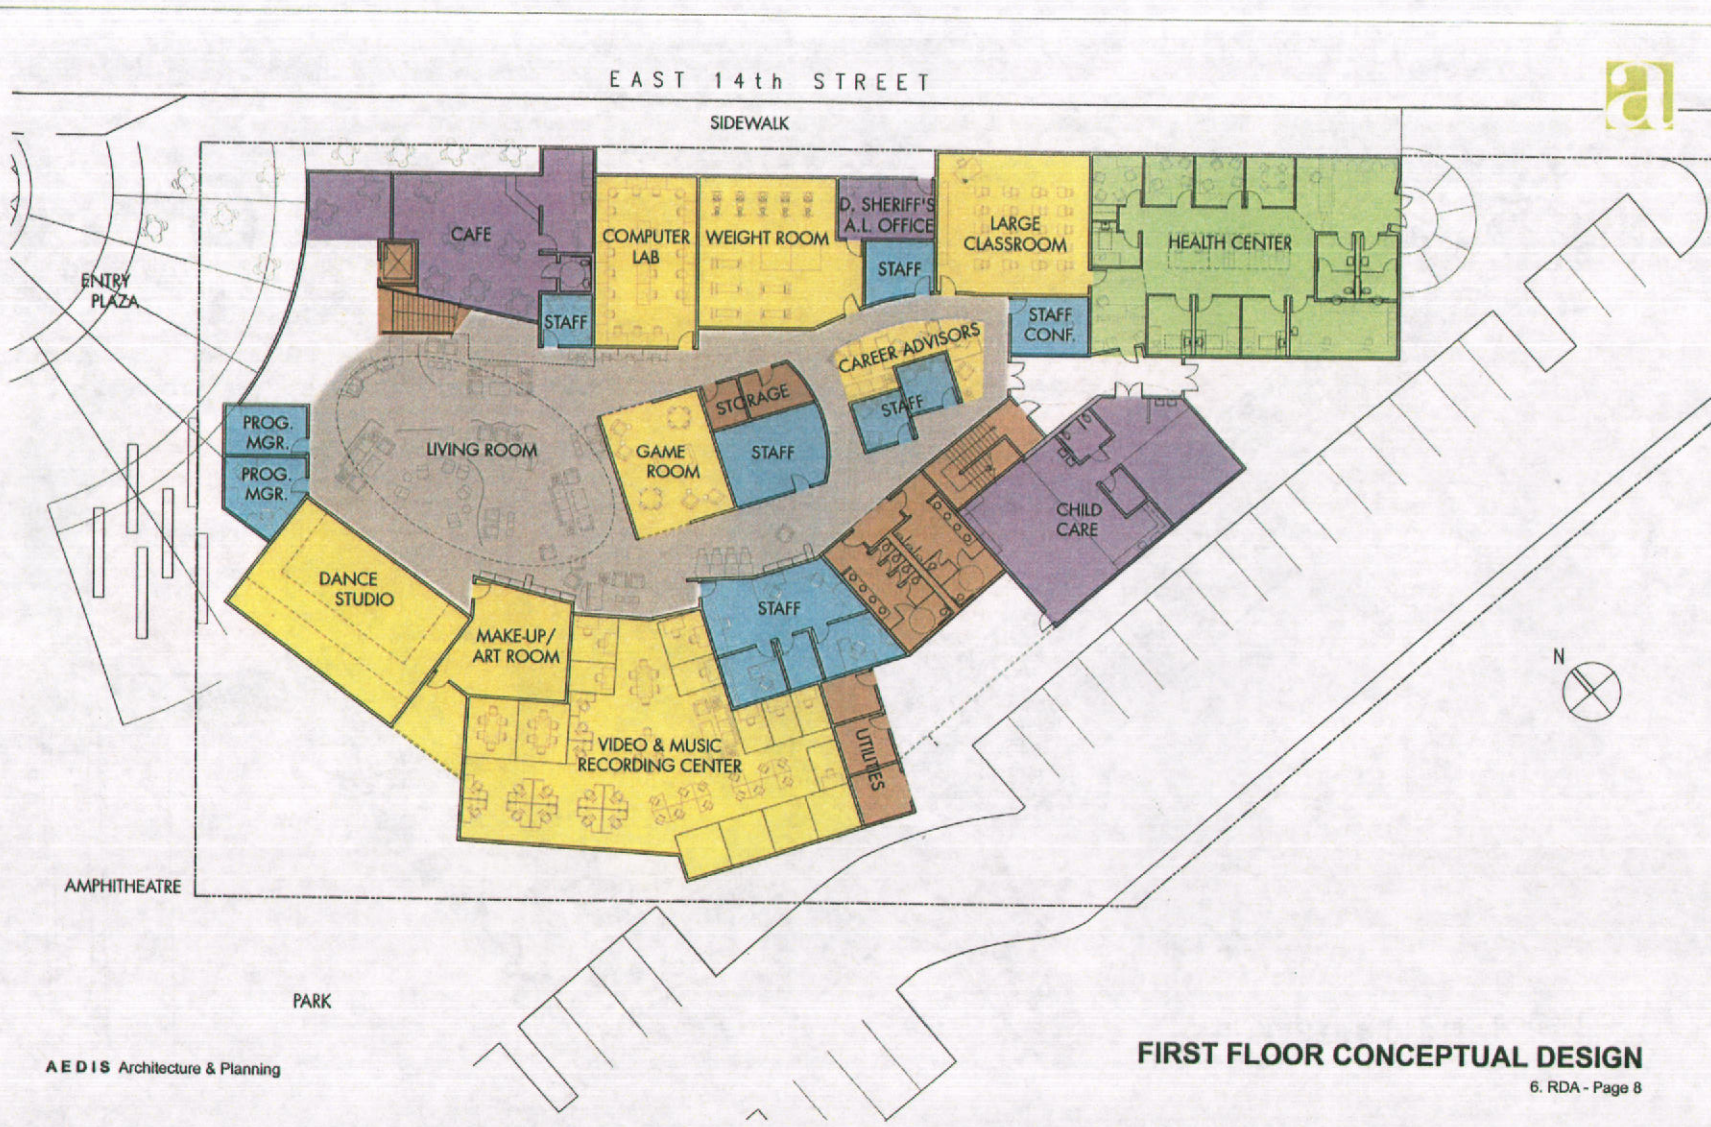 EAST 14th STREET
a
SIDEWALK
D. SHERIFF'S
A.L. OFFICE
CAFE
COMPUTER
LAB
WEIGHT ROOM
LARGE
CLASSROOM
HEALTH CENTER
STAFF
ENTRY
PLAZA
STAFF
STAFF
CONF.
CAREER ADVISORS
STORAGE
STAFF
PROG.
MGR.
LIVING ROOM
GAME
ROOM
STAFF
PROG.
MGR.
CHILD
CARE
DANCE
STUDIO
STAFF
MAKE-UP/
ART ROOM
N
VIDEO & MUSIC
RECORDING CENTER
UTILITIES
AMPHITHEATRE
PARK
AEDIS Architecture & Planning
FIRST FLOOR CONCEPTUAL DESIGN
6. RDA - Page 8